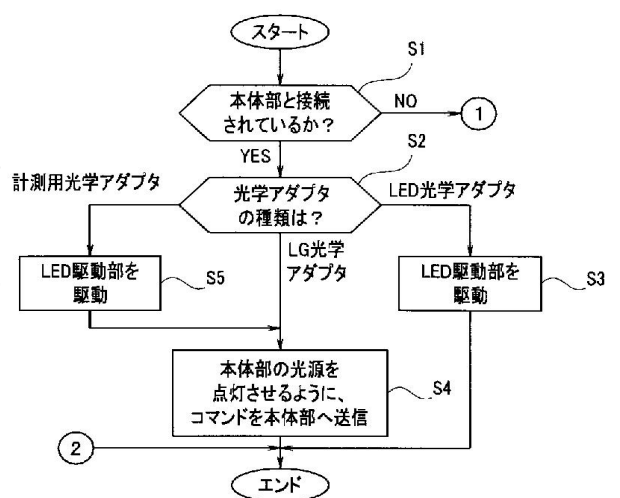 スタート
S1
本体部と接続
されているか？
NO
1
YES
S2
計測用光学アダプタ
光学アダプタ
の種類は？
LED光学アダプタ
LG光学
アダプタ
LED駆動部を
駆動
S5
LED駆動部を
駆動
S3
本体部の光源を
点灯させるように、
コマンドを本体部へ送信
S4
2
エンド